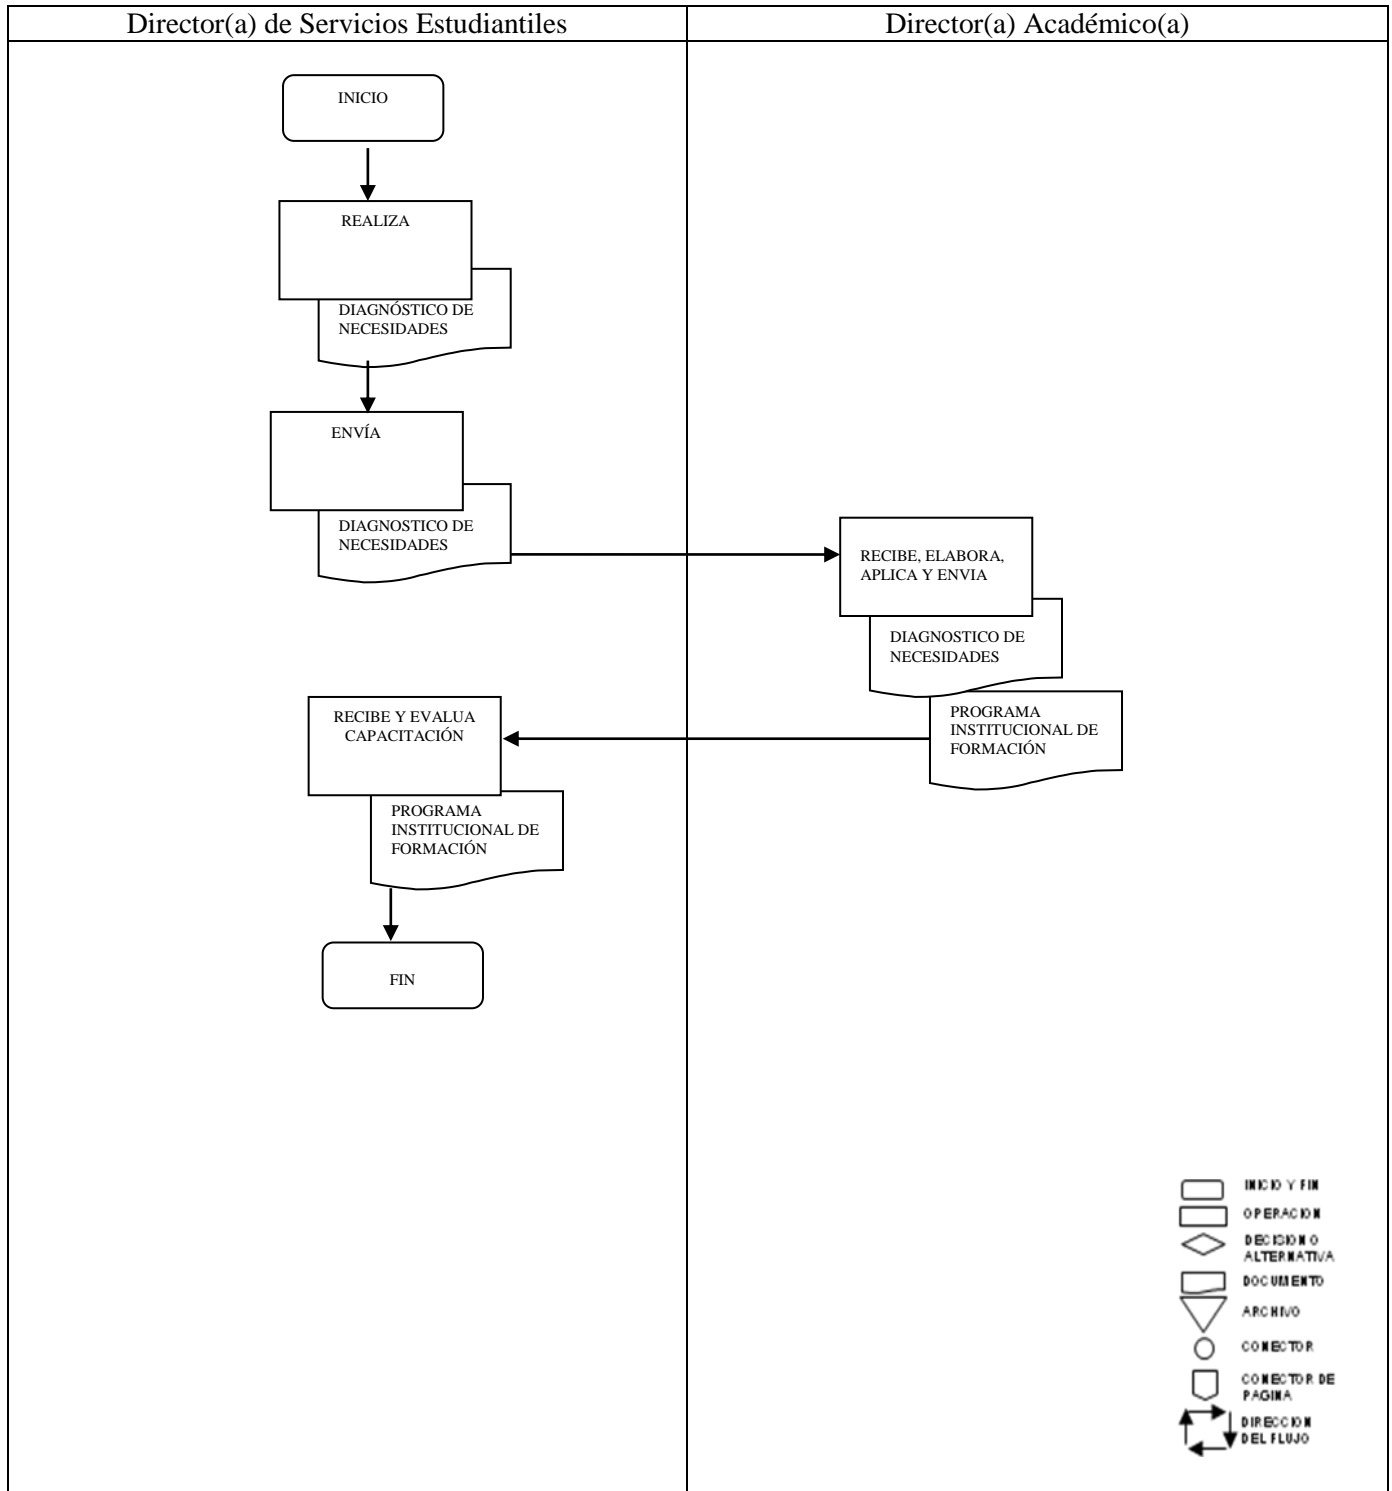 Director(a) de Servicios Estudiantiles
Director(a) Académico(a)
INICIO
REALIZA
DIAGNÓSTICO DE
NECESIDADES
ENVÍA
DIAGNOSTICO DE
NECESIDADES
RECIBE, ELABORA,
APLICA Y ENVIA
DIAGNOSTICO DE
NECESIDADES
PROGRAMA
INSTITUCIONAL DE
FORMACIÓN
RECIBE Y EVALUA
CAPACITACIÓN
PROGRAMA
INSTITUCIONAL DE
FORMACIÓN
FIN
INICIO Y FIN
OPERACION
DECISION O
ALTERNATIVA
DOCUMENTO
ARCHIVO
CONECTOR
CONECTOR DE
PAGINA
DIRECCION
DEL FLUJO